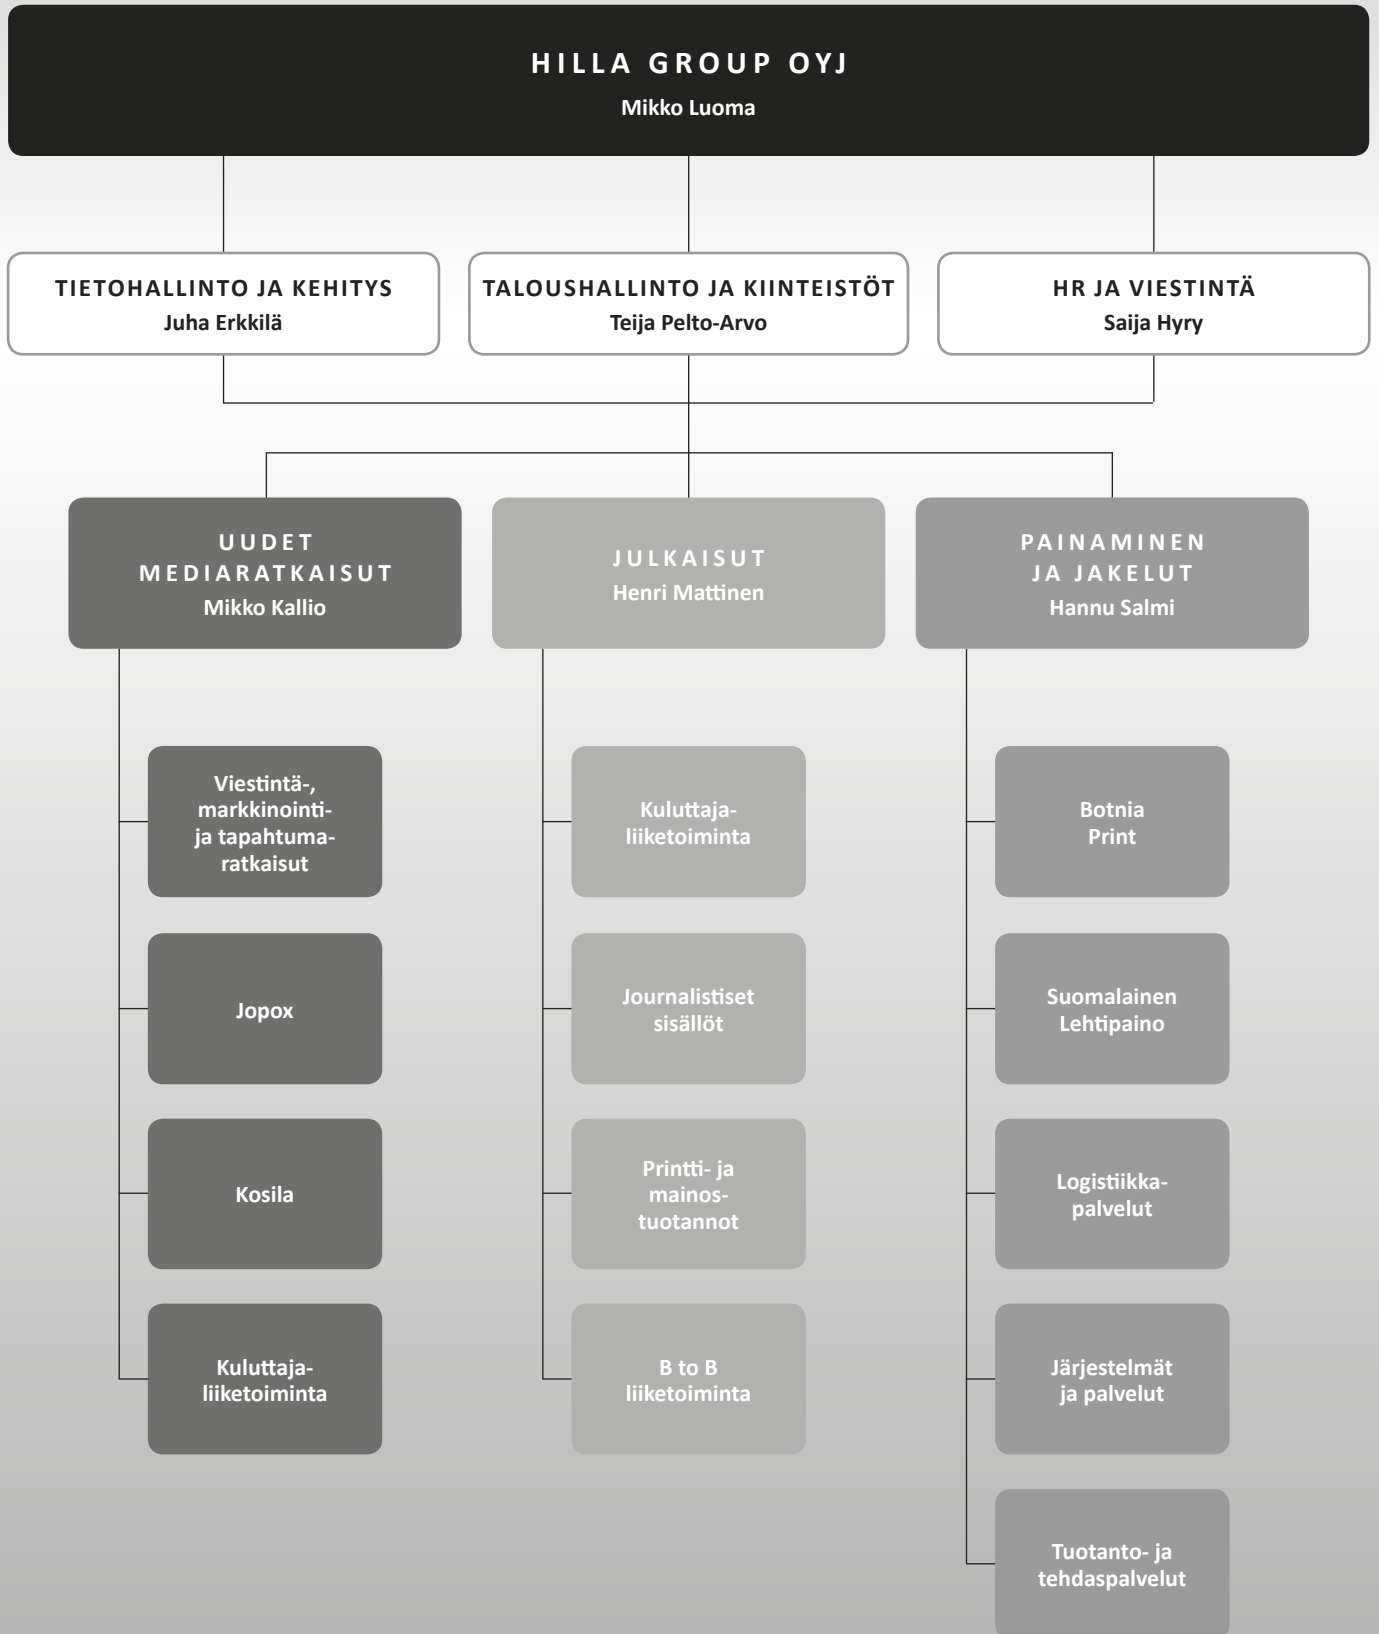 HILLA GROUP OYJ
Mikko Luoma
TIETOHALLINTO JA KEHITYS
Juha Erkkilä
TALOUSHALLINTO JA KIINTEISTÖT
Teija Pelto-Arvo
HR JA VIESTINTÄ
Saija Hyry
UUDET
MEDIARATKAISUT
Mikko Kallio
JULKAISUT
Henri Mattinen
PAINAMINEN
JA JAKELUT
Hannu Salmi
Viestintä-,
markkinointi-
ja tapahtuma-
ratkaisut
Jopox
Kosila
Kuluttaja-
liiketoiminta
Kuluttaja-
liiketoiminta
Journalistiset
sisällöt
Printti- ja
mainos-
tuotannot
B to B
liiketoiminta
Botnia
Print
Suomalainen
Lehtipaino
Logistiikka-
palvelut
Järjestelmät
ja palvelut
Tuotanto- ja
tehdaspalvelut